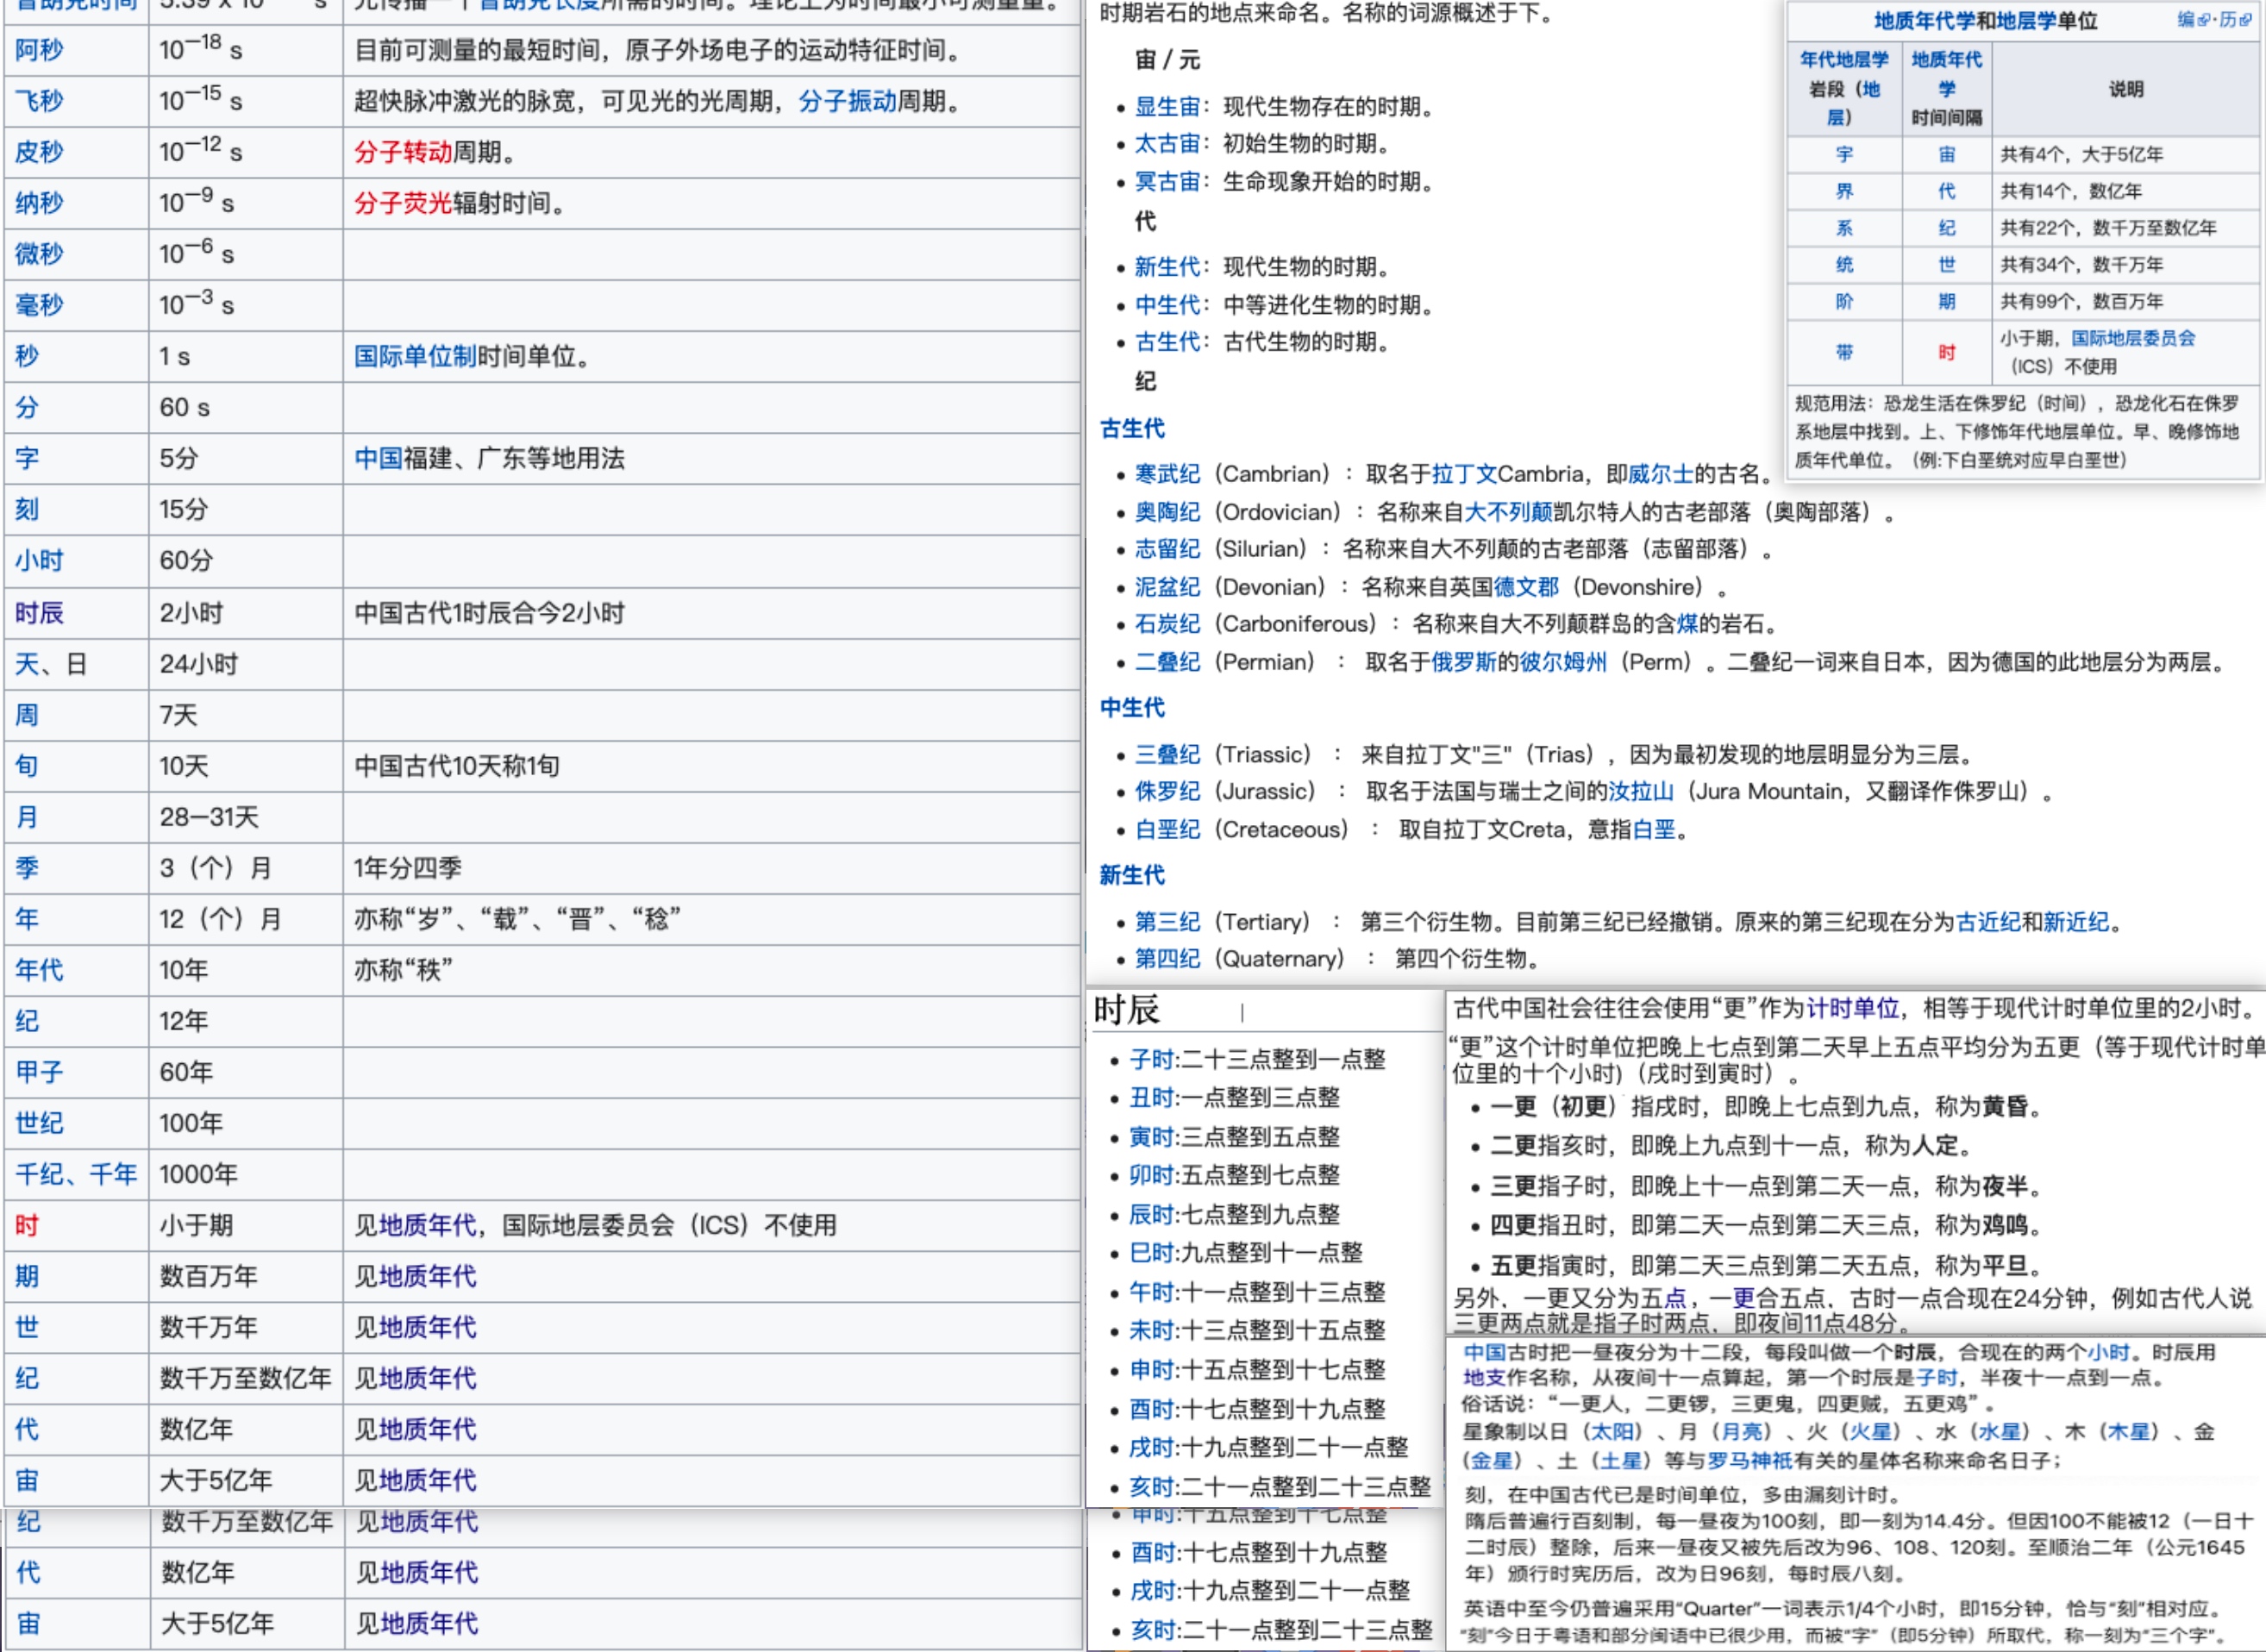 普朗克时间 5.39 x 10 s 光传播一个普朗克长度所需的时间。理论上为时间最小可测量量。
阿秒 10−18 s 目前可测量的最短时间，原子外场电子的运动特征时间。
飞秒 10−15 s 超快脉冲激光的脉宽，可见光的光周期，分子振动周期。
皮秒 10−12 s 分子转动周期。
纳秒 10−9 s 分子荧光辐射时间。
微秒 10−6 s
毫秒 10−3 s
秒 1 s 国际单位制时间单位。
分 60 s
字 5分 中国福建、广东等地用法
刻 15分
小时 60分
时辰 2小时 中国古代1时辰合今2小时
天、日 24小时
周 7天
旬 10天 中国古代10天称1旬
月 28—31天
季 3（个）月 1年分四季
年 12（个）月 亦称“岁”、“载”、“晋”、“稔”
年代 10年 亦称“秩”
纪 12年
甲子 60年
世纪 100年
千纪、千年 1000年
时 小于期 见地质年代，国际地层委员会（ICS）不使用
期 数百万年 见地质年代
世 数千万年 见地质年代
纪 数千万至数亿年 见地质年代
代 数亿年 见地质年代
宙 大于5亿年 见地质年代
纪 数千万至数亿年 见地质年代
代 数亿年 见地质年代
宙 大于5亿年 见地质年代
时期岩石的地点来命名。名称的词源概述于下。
宙 / 元
• 显生宙：现代生物存在的时期。
• 太古宙：初始生物的时期。
• 冥古宙：生命现象开始的时期。
代
• 新生代：现代生物的时期。
• 中生代：中等进化生物的时期。
• 古生代：古代生物的时期。
纪
古生代
• 寒武纪（Cambrian）：取名于拉丁文Cambria，即威尔士的古名。
• 奥陶纪（Ordovician）：名称来自大不列颠凯尔特人的古老部落（奥陶部落）。
• 志留纪（Silurian）：名称来自大不列颠的古老部落（志留部落）。
• 泥盆纪（Devonian）：名称来自英国德文郡（Devonshire）。
• 石炭纪（Carboniferous）：名称来自大不列颠群岛的含煤的岩石。
• 二叠纪（Permian）：取名于俄罗斯的彼尔姆州（Perm）。二叠纪一词来自日本，因为德国的此地层分为两层。
中生代
• 三叠纪（Triassic）：来自拉丁文"三"（Trias），因为最初发现的地层明显分为三层。
• 侏罗纪（Jurassic）：取名于法国与瑞士之间的汝拉山（Jura Mountain，又翻译作侏罗山）。
• 白垩纪（Cretaceous）：取自拉丁文Creta，意指白垩。
新生代
• 第三纪（Tertiary）：第三个衍生物。目前第三纪已经撤销。原来的第三纪现在分为古近纪和新近纪。
• 第四纪（Quaternary）：第四个衍生物。
地质年代学和地层学单位 编·历
年代地层学 地质年代
岩段（地 学 说明
层） 时间间隔
宇 宙 共有4个，大于5亿年
界 代 共有14个，数亿年
系 纪 共有22个，数千万至数亿年
统 世 共有34个，数千万年
阶 期 共有99个，数百万年
带 时 小于期，国际地层委员会
（ICS）不使用
规范用法：恐龙生活在侏罗纪（时间），恐龙化石在侏罗
系地层中找到。上、下修饰年代地层单位。早、晚修饰地
质年代单位。（例:下白垩统对应早白垩世）
时辰
• 子时:二十三点整到一点整
• 丑时:一点整到三点整
• 寅时:三点整到五点整
• 卯时:五点整到七点整
• 辰时:七点整到九点整
• 巳时:九点整到十一点整
• 午时:十一点整到十三点整
• 未时:十三点整到十五点整
• 申时:十五点整到十七点整
• 酉时:十七点整到十九点整
• 戌时:十九点整到二十一点整
• 亥时:二十一点整到二十三点整
• 申时:十五点整到十七点整
• 酉时:十七点整到十九点整
• 戌时:十九点整到二十一点整
• 亥时:二十一点整到二十三点整
古代中国社会往往会使用“更”作为计时单位，相等于现代计时单位里的2小时。
“更”这个计时单位把晚上七点到第二天早上五点平均分为五更（等于现代计时单
位里的十个小时)（戌时到寅时）。
• 一更（初更）指戌时，即晚上七点到九点，称为黄昏。
• 二更指亥时，即晚上九点到十一点，称为人定。
• 三更指子时，即晚上十一点到第二天一点，称为夜半。
• 四更指丑时，即第二天一点到第二天三点，称为鸡鸣。
• 五更指寅时，即第二天三点到第二天五点，称为平旦。
另外，一更又分为五点，一更合五点，古时一点合现在24分钟，例如古代人说
三更两点就是指子时两点，即夜间11点48分。
中国古时把一昼夜分为十二段，每段叫做一个时辰，合现在的两个小时。时辰用
地支作名称，从夜间十一点算起，第一个时辰是子时，半夜十一点到一点。
俗话说：“一更人，二更锣，三更鬼，四更贼，五更鸡”。
星象制以日（太阳）、月（月亮）、火（火星）、水（水星）、木（木星）、金
（金星）、土（土星）等与罗马神祇有关的星体名称来命名日子；
刻，在中国古代已是时间单位，多由漏刻计时。
隋后普遍行百刻制，每一昼夜为100刻，即一刻为14.4分。但因100不能被12（一日十
二时辰）整除，后来一昼夜又被先后改为96、108、120刻。至顺治二年（公元1645
年）颁行时宪历后，改为日96刻，每时辰八刻。
英语中至今仍普遍采用“Quarter”一词表示1/4个小时，即15分钟，恰与“刻”相对应。
“刻”今日于粤语和部分闽语中已很少用，而被“字”（即5分钟）所取代，称一刻为“三个字”。